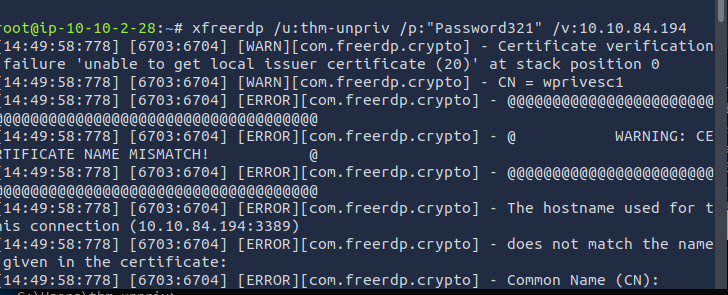 root@ip-10-10-2-28:~# xfreerdp /u:thm-unpriv /p:"Password321" /v:10.10.84.194
[14:49:58:778] [6703:6704] [WARN][com.freerdp.crypto] - Certificate verification
failure 'unable to get local issuer certificate (20)' at stack position 0
[14:49:58:778] [6703:6704] [WARN][com.freerdp.crypto] - CN = wprivesc1
[14:49:58:778] [6703:6704] [ERROR][com.freerdp.crypto] - @@@@@@@@@@@@@@@@@@@@@@@
@@@@@@@@@@@@@@@@@@@@@@@@@@@@@@@@@@@@
[14:49:58:778] [6703:6704] [ERROR][com.freerdp.crypto] - @           WARNING: CE
RTIFICATE NAME MISMATCH!           @
[14:49:58:778] [6703:6704] [ERROR][com.freerdp.crypto] - @@@@@@@@@@@@@@@@@@@@@@@
@@@@@@@@@@@@@@@@@@@@@@@@@@@@@@@@@@@@
[14:49:58:778] [6703:6704] [ERROR][com.freerdp.crypto] - The hostname used for t
his connection (10.10.84.194:3389)
[14:49:58:778] [6703:6704] [ERROR][com.freerdp.crypto] - does not match the name
given in the certificate:
[14:49:58:778] [6703:6704] [ERROR][com.freerdp.crypto] - Common Name (CN):